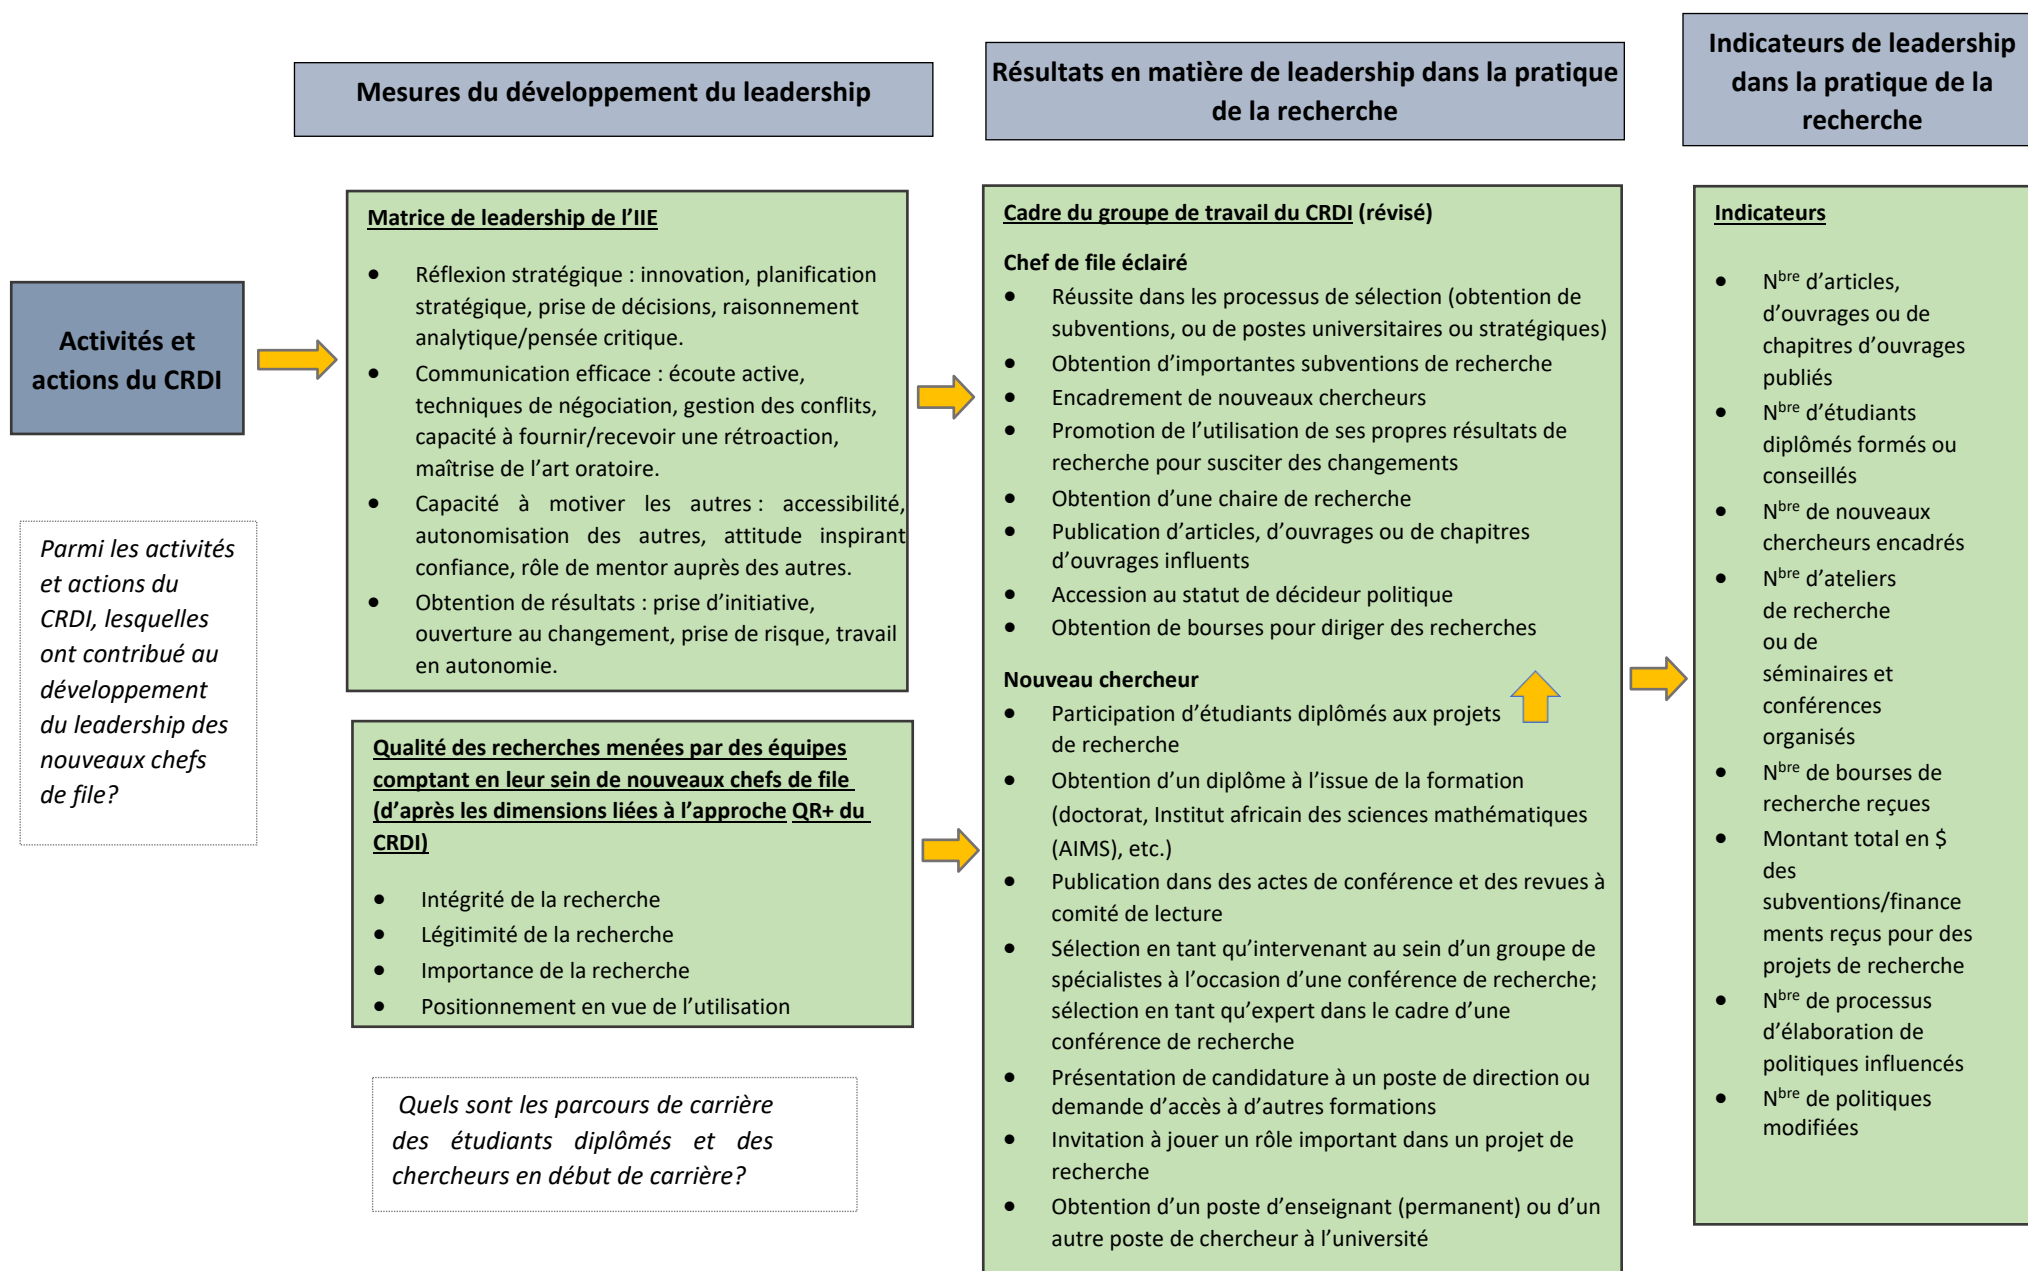 Mesures du développement du leadership
Résultats en matière de leadership dans la pratique
de la recherche
Indicateurs de leadership
dans la pratique de la
recherche
Activités et
actions du CRDI
Parmi les activités
et actions du
CRDI, lesquelles
ont contribué au
développement
du leadership des
nouveaux chefs
de file?
Matrice de leadership de l’IIE
• Réflexion stratégique : innovation, planification
stratégique, prise de décisions, raisonnement
analytique/pensée critique.
• Communication efficace : écoute active,
techniques de négociation, gestion des conflits,
capacité à fournir/recevoir une rétroaction,
maîtrise de l’art oratoire.
• Capacité à motiver les autres : accessibilité,
autonomisation des autres, attitude inspirant
confiance, rôle de mentor auprès des autres.
• Obtention de résultats : prise d’initiative,
ouverture au changement, prise de risque, travail
en autonomie.
Qualité des recherches menées par des équipes
comptant en leur sein de nouveaux chefs de file
(d’après les dimensions liées à l’approche QR+ du
CRDI)
• Intégrité de la recherche
• Légitimité de la recherche
• Importance de la recherche
• Positionnement en vue de l’utilisation
Quels sont les parcours de carrière
des étudiants diplômés et des
chercheurs en début de carrière?
Cadre du groupe de travail du CRDI (révisé)
Chef de file éclairé
• Réussite dans les processus de sélection (obtention de
subventions, ou de postes universitaires ou stratégiques)
• Obtention d’importantes subventions de recherche
• Encadrement de nouveaux chercheurs
• Promotion de l’utilisation de ses propres résultats de
recherche pour susciter des changements
• Obtention d’une chaire de recherche
• Publication d’articles, d’ouvrages ou de chapitres
d’ouvrages influents
• Accession au statut de décideur politique
• Obtention de bourses pour diriger des recherches
Nouveau chercheur
• Participation d’étudiants diplômés aux projets
de recherche
• Obtention d’un diplôme à l’issue de la formation
(doctorat, Institut africain des sciences mathématiques
(AIMS), etc.)
• Publication dans des actes de conférence et des revues à
comité de lecture
• Sélection en tant qu’intervenant au sein d’un groupe de
spécialistes à l’occasion d’une conférence de recherche;
sélection en tant qu’expert dans le cadre d’une
conférence de recherche
• Présentation de candidature à un poste de direction ou
demande d’accès à d’autres formations
• Invitation à jouer un rôle important dans un projet de
recherche
• Obtention d’un poste d’enseignant (permanent) ou d’un
autre poste de chercheur à l’université
Indicateurs
• Nbre d’articles,
d’ouvrages ou de
chapitres d’ouvrages
publiés
• Nbre d’étudiants
diplômés formés ou
conseillés
• Nbre de nouveaux
chercheurs encadrés
• Nbre d’ateliers
de recherche
ou de
séminaires et
conférences
organisés
• Nbre de bourses de
recherche reçues
• Montant total en $
des
subventions/finance
ments reçus pour des
projets de recherche
• Nbre de processus
d’élaboration de
politiques influencés
• Nbre de politiques
modifiées